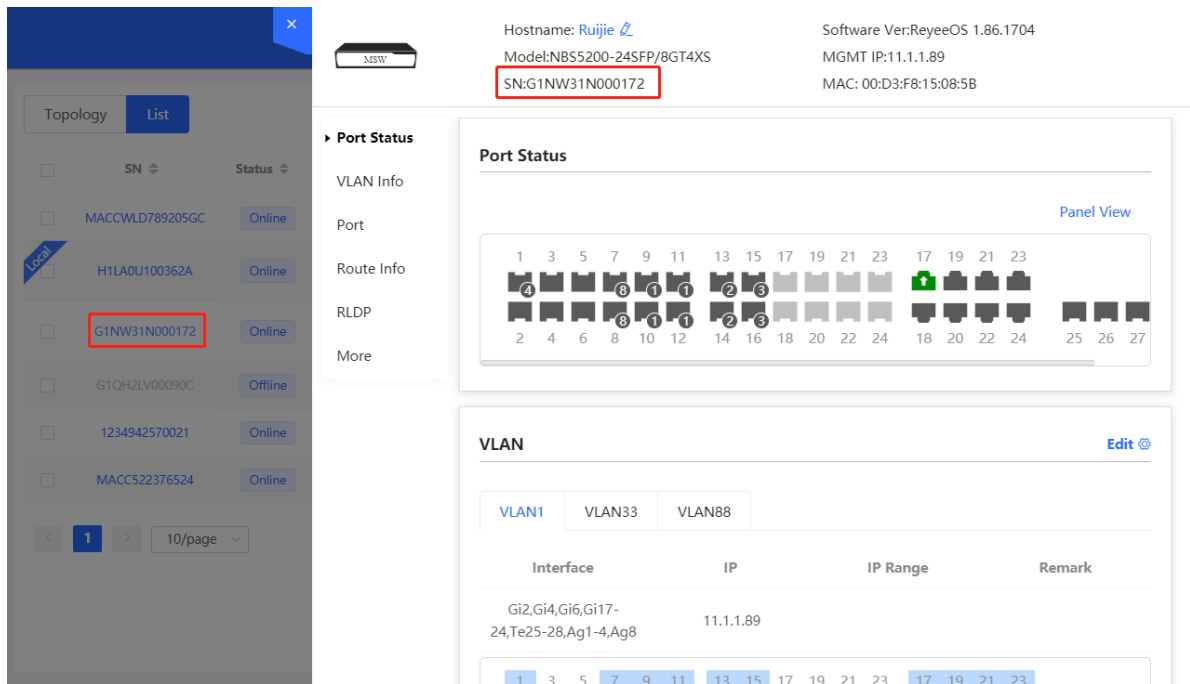 Topology
List
SN
Status
MACCWLD789205GC
Online
Local
H1LA0U100362A
Online
G1NW31N000172
Online
G1QH2LV00090C
Offline
1234942570021
Online
MACC522376524
Online
1
10/page
MSW
Hostname: Ruijie
Software Ver:ReyeeOS 1.86.1704
Model:NBS5200-24SFP/8GT4XS
MGMT IP:11.1.1.89
SN:G1NW31N000172
MAC: 00:D3:F8:15:08:5B
Port Status
VLAN Info
Port
Route Info
RLDP
More
Port Status
Panel View
1 3 5 7 9 11 13 15 17 19 21 23 17 19 21 23
4 8 1 1 2 3
8 1 1 2 3
2 4 6 8 10 12 14 16 18 20 22 24 18 20 22 24 25 26 27
VLAN
Edit
VLAN1 VLAN33 VLAN88
Interface IP IP Range Remark
Gi2,Gi4,Gi6,Gi17-
24,Te25-28,Ag1-4,Ag8
11.1.1.89
1 3 5 7 9 11 13 15 17 19 21 23 17 19 21 23